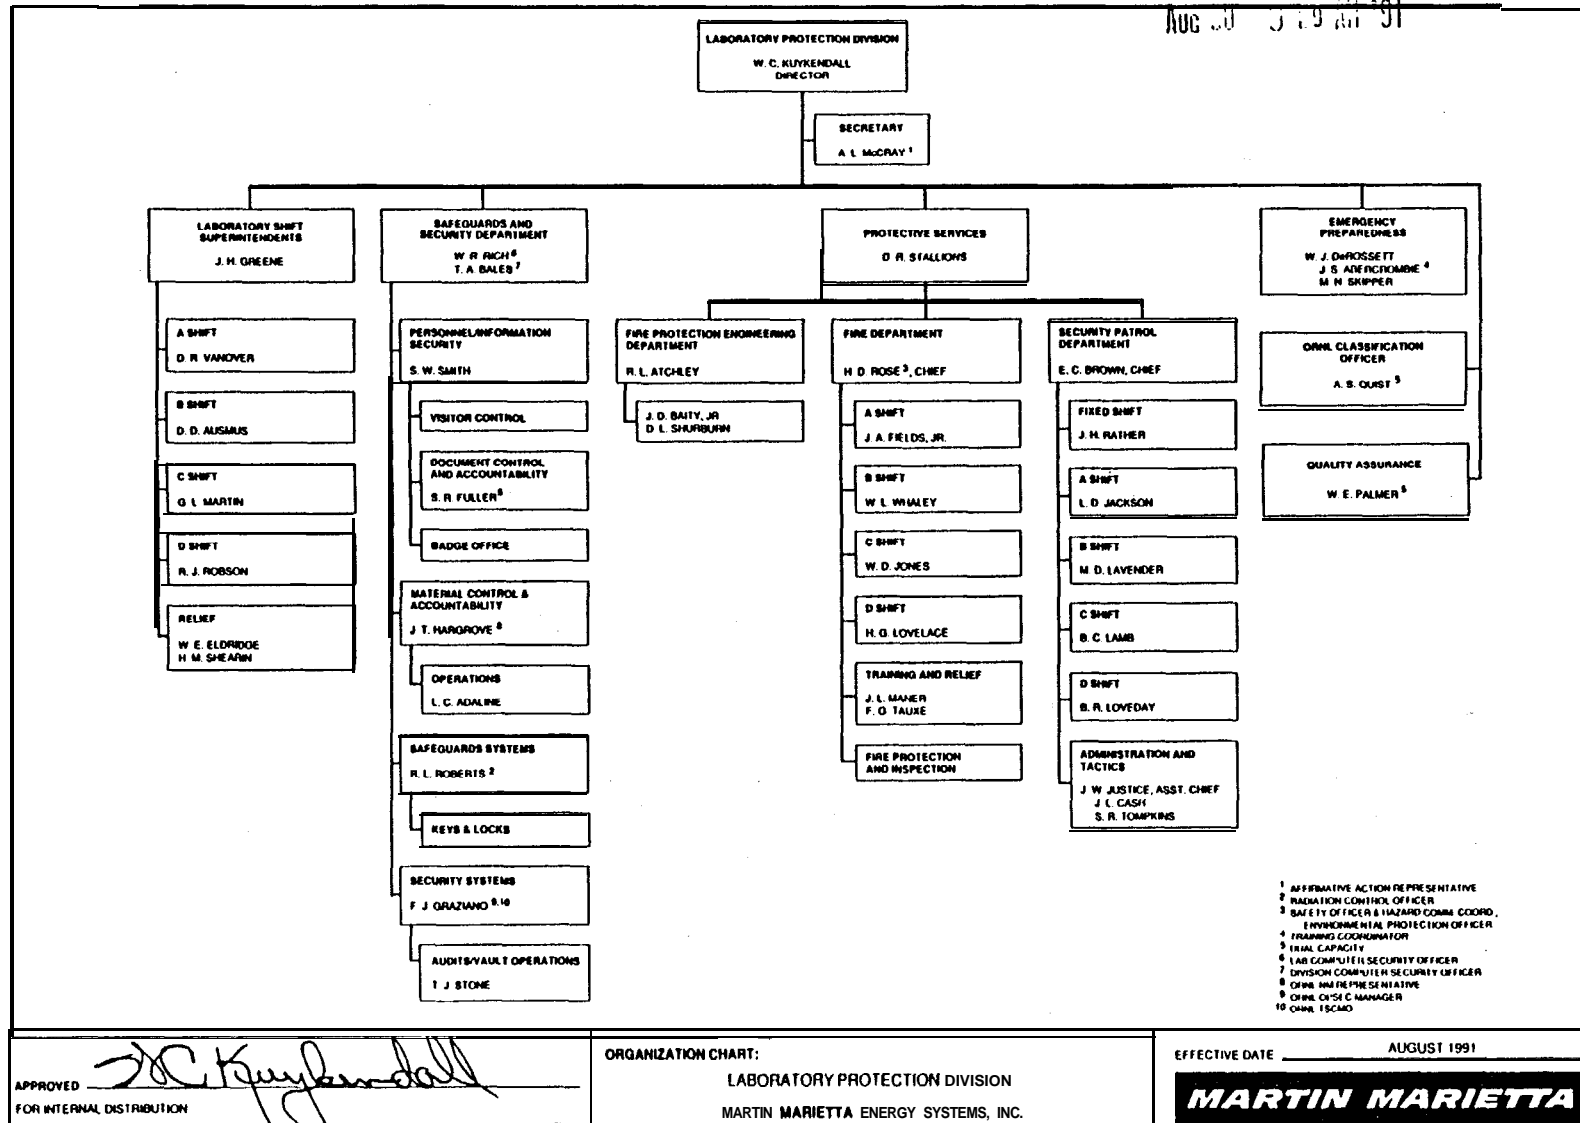 LABORATORY PROTECTION DIVISION
W. C. KUYKENDALL
DIRECTOR
SECRETARY
A. L. McCRAY 1
LABORATORY SHIFT
SUPERINTENDENTS
J. H. GREENE
A SHIFT
D. R. VANOVER
B SHIFT
D. D. AUSMUS
C SHIFT
G. L. MARTIN
D SHIFT
R. J. ROBSON
RELIEF
W. E. ELDRIDGE
H. M. SHEARIN
SAFEGUARDS AND
SECURITY DEPARTMENT
W. R. RICH 6
T. A. BALES 7
PERSONNEL/INFORMATION
SECURITY
S. W. SMITH
VISITOR CONTROL
DOCUMENT CONTROL
AND ACCOUNTABILITY
S. R. FULLER
BADGE OFFICE
MATERIAL CONTROL &
ACCOUNTABILITY
J. T. HARGROVE 8
OPERATIONS
L. C. ADALINE
SAFEGUARDS SYSTEMS
R. L. ROBERTS 2
KEYS & LOCKS
SECURITY SYSTEMS
F. J. GRAZIANO 9,10
AUDITS/VAULT OPERATIONS
T. J. STONE
PROTECTIVE SERVICES
D. R. STALLIONS
FIRE PROTECTION ENGINEERING
DEPARTMENT
R. L. ATCHLEY
J. D. BAITY, JR
D. L. SHURBURN
FIRE DEPARTMENT
H. D. ROSE 3, CHIEF
A SHIFT
J. A. FIELDS, JR.
B SHIFT
W. L. WHALEY
C SHIFT
W. D. JONES
D SHIFT
H. G. LOVELACE
TRAINING AND RELIEF
J. L. MANER
F. O. TAUXE
FIRE PROTECTION
AND INSPECTION
SECURITY PATROL
DEPARTMENT
E. C. BROWN, CHIEF
FIXED SHIFT
J. H. RATHER
A SHIFT
L. D. JACKSON
B SHIFT
M. D. LAVENDER
C SHIFT
B. C. LAMB
D SHIFT
B. R. LOVEDAY
ADMINISTRATION AND
TACTICS
J. W. JUSTICE, ASST. CHIEF
J. L. CASH
S. R. TOMPKINS
EMERGENCY
PREPAREDNESS
W. J. DeROSSETT
J. S. ABERCROMBIE 4
M. N. SKIPPER
ORNL CLASSIFICATION
OFFICER
A. S. QUIST 5
QUALITY ASSURANCE
W. E. PALMER 5
1 AFFIRMATIVE ACTION REPRESENTATIVE
2 RADIATION CONTROL OFFICER
3 SAFETY OFFICER & HAZARD COMM. COORD.,
ENVIRONMENTAL PROTECTION OFFICER
4 TRAINING COORDINATOR
5 DUAL CAPACITY
6 LAB COMPUTER SECURITY OFFICER
7 DIVISION COMPUTER SECURITY OFFICER
8 ORNL NM REPRESENTATIVE
9 ORNL OPSEC MANAGER
10 ORNL TSCMO
APPROVED W C Kuykendall
FOR INTERNAL DISTRIBUTION
ORGANIZATION CHART:
LABORATORY PROTECTION DIVISION
MARTIN MARIETTA ENERGY SYSTEMS, INC.
EFFECTIVE DATE AUGUST 1991
MARTIN MARIETTA